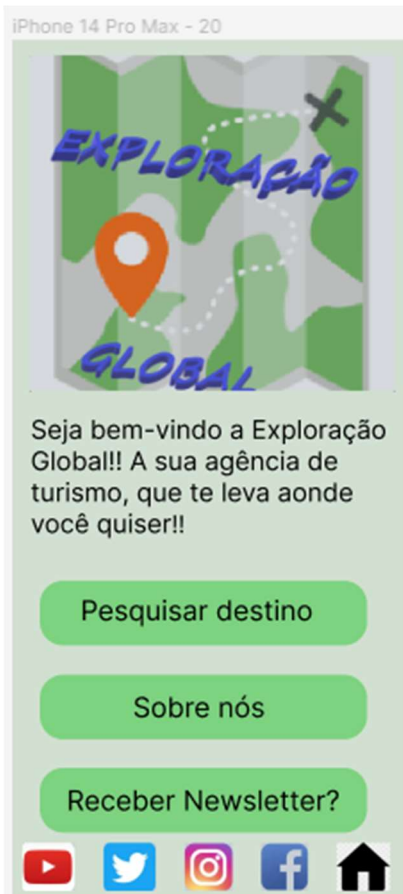 iPhone 14 Pro Max - 20
EXPLORAÇÃO
GLOBAL
Seja bem-vindo a Exploração
Global!! A sua agência de
turismo, que te leva aonde
você quiser!!
Pesquisar destino
Sobre nós
Receber Newsletter?